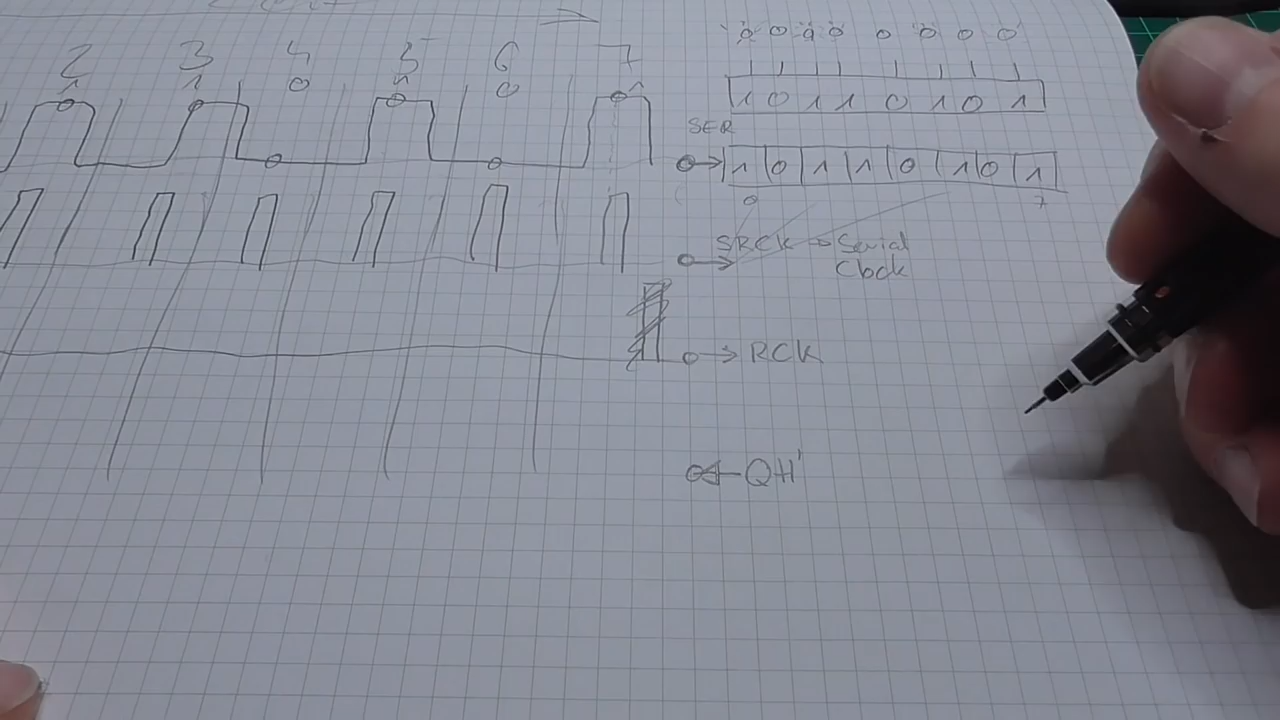 2 3 4 5 6 7
1 1 0 1 0 1
0 0 0 0 0 0 0 0
1 0 1 1 0 1 0 1
SER
1 0 1 1 0 1 0 1
0 7
SRCK → Serial
Clock
RCK
QH'